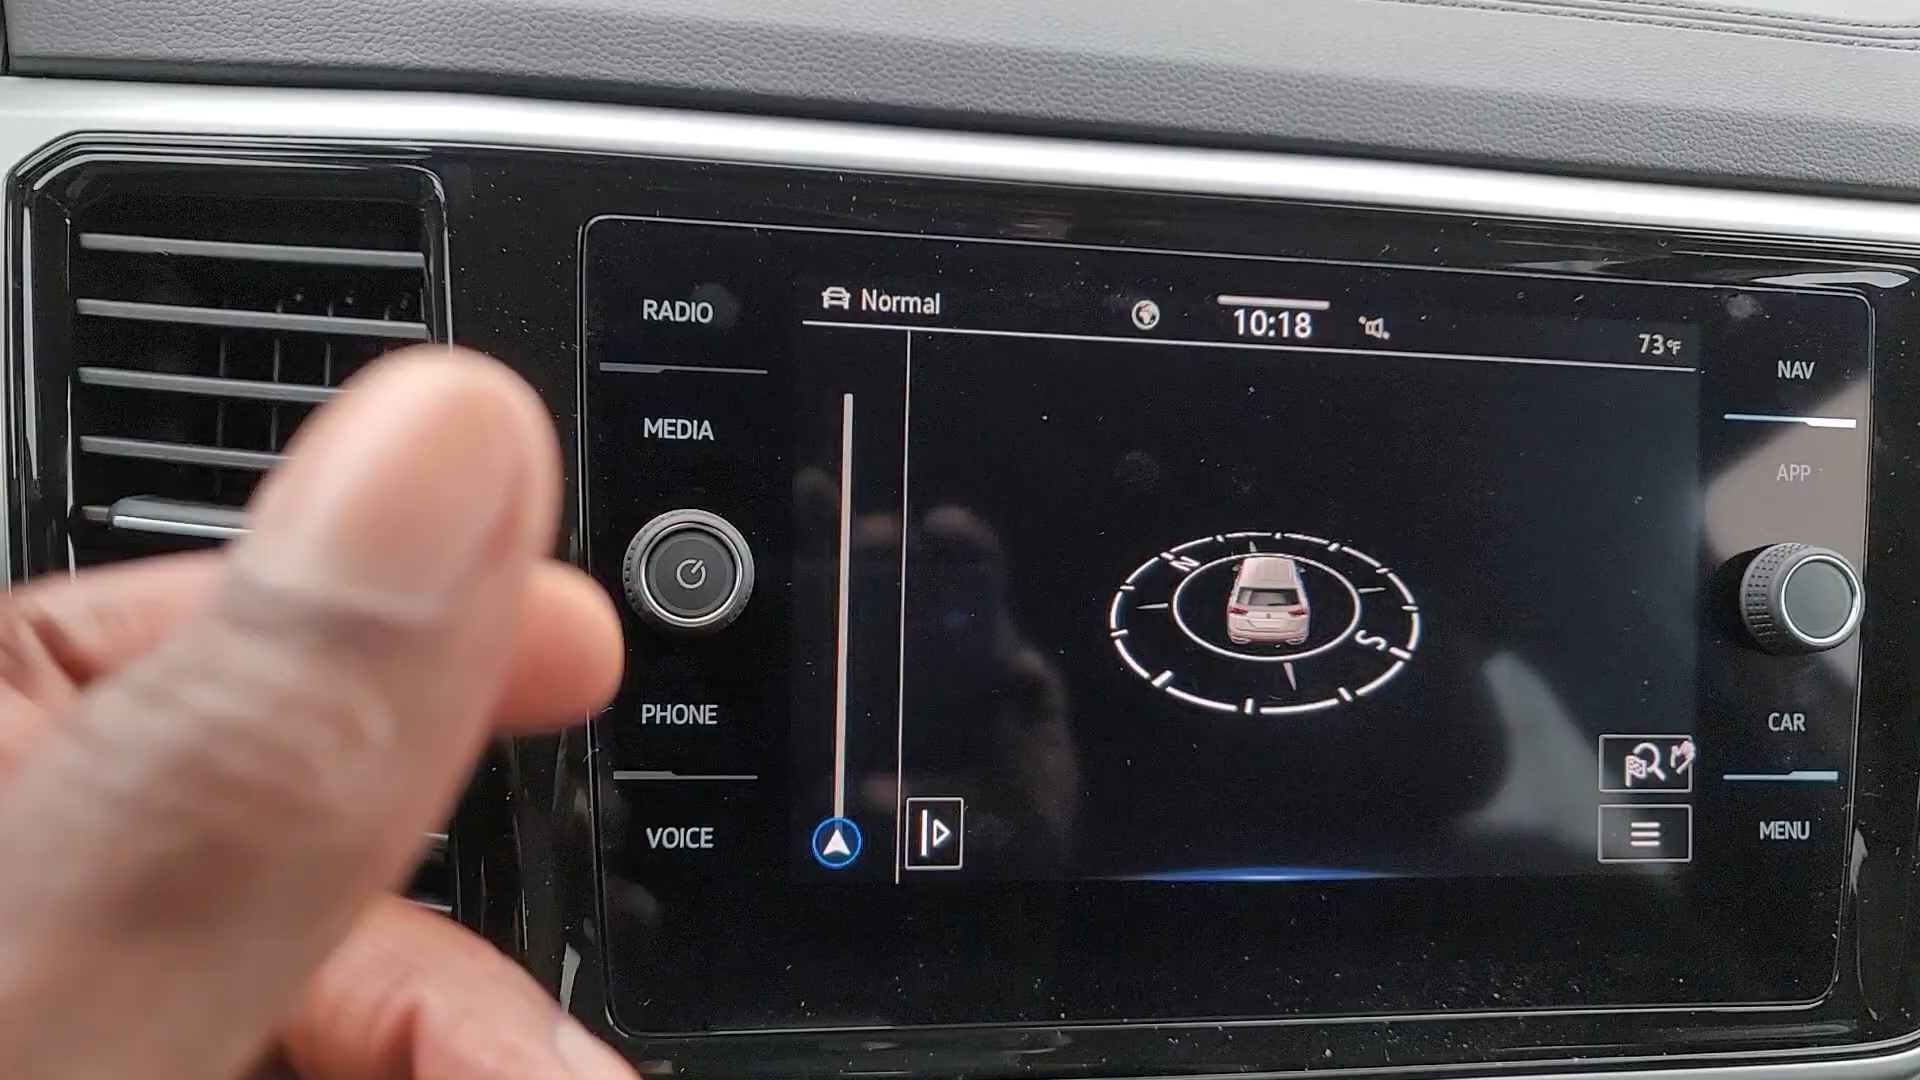 RADIO
MEDIA
PHONE
VOICE
Normal
10:18
73°F
N
S
NAV
APP
CAR
MENU